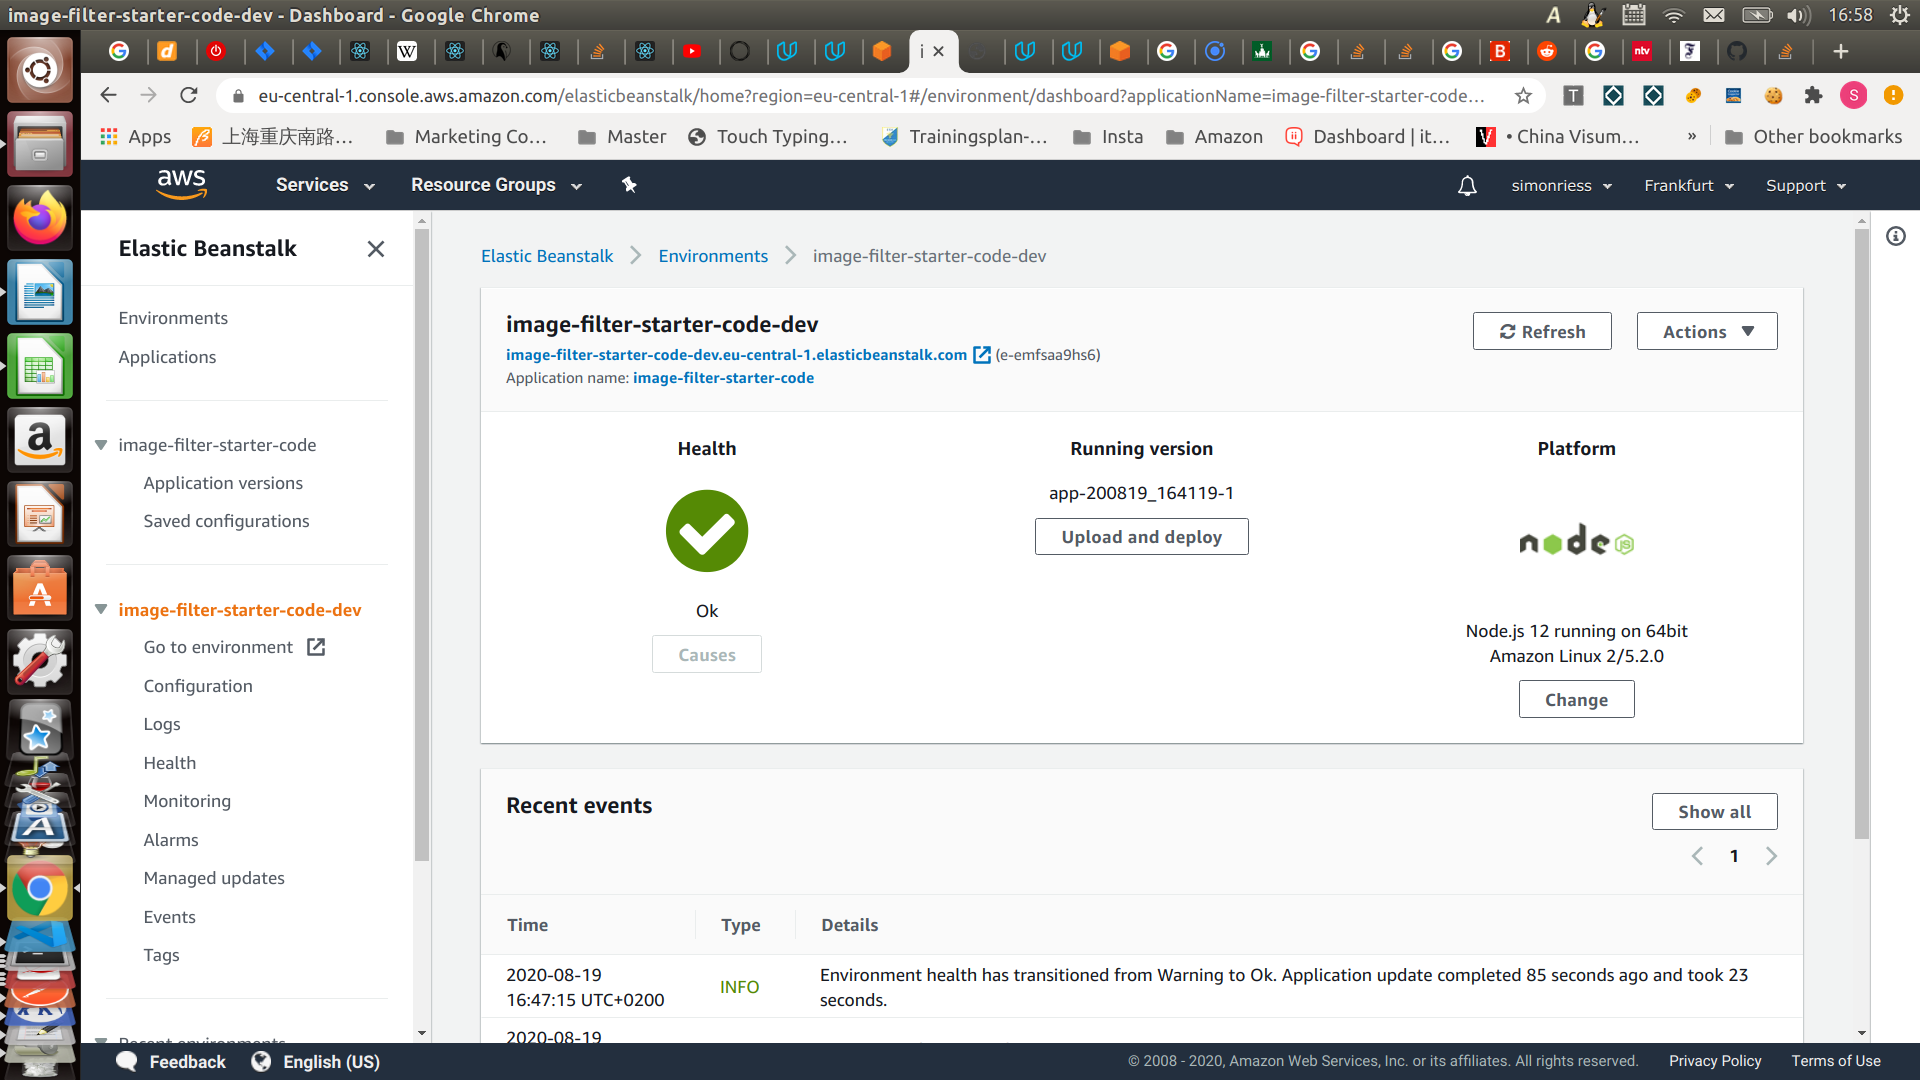 image-filter-starter-code-dev - Dashboard - Google Chrome
16:58
eu-central-1.console.aws.amazon.com/elasticbeanstalk/home?region=eu-central-1#/environment/dashboard?applicationName=image-filter-starter-code...
Apps
上海重庆南路...
Marketing Co...
Master
Touch Typing...
Trainingsplan-...
Insta
Amazon
Dashboard | it...
• China Visum...
»
Other bookmarks
aws
Services
Resource Groups
simonriess
Frankfurt
Support
Elastic Beanstalk
Environments
Applications
image-filter-starter-code
Application versions
Saved configurations
image-filter-starter-code-dev
Go to environment
Configuration
Logs
Health
Monitoring
Alarms
Managed updates
Events
Tags
Recent environments
Elastic Beanstalk
Environments
image-filter-starter-code-dev
image-filter-starter-code-dev
image-filter-starter-code-dev.eu-central-1.elasticbeanstalk.com (e-emfsaa9hs6)
Application name: image-filter-starter-code
Refresh
Actions
Health
Ok
Causes
Running version
app-200819_164119-1
Upload and deploy
Platform
node JS
Node.js 12 running on 64bit
Amazon Linux 2/5.2.0
Change
Recent events
Show all
1
Time
Type
Details
2020-08-19
16:47:15 UTC+0200
INFO
Environment health has transitioned from Warning to Ok. Application update completed 85 seconds ago and took 23
seconds.
2020-08-19
Feedback
English (US)
© 2008 - 2020, Amazon Web Services, Inc. or its affiliates. All rights reserved.
Privacy Policy
Terms of Use